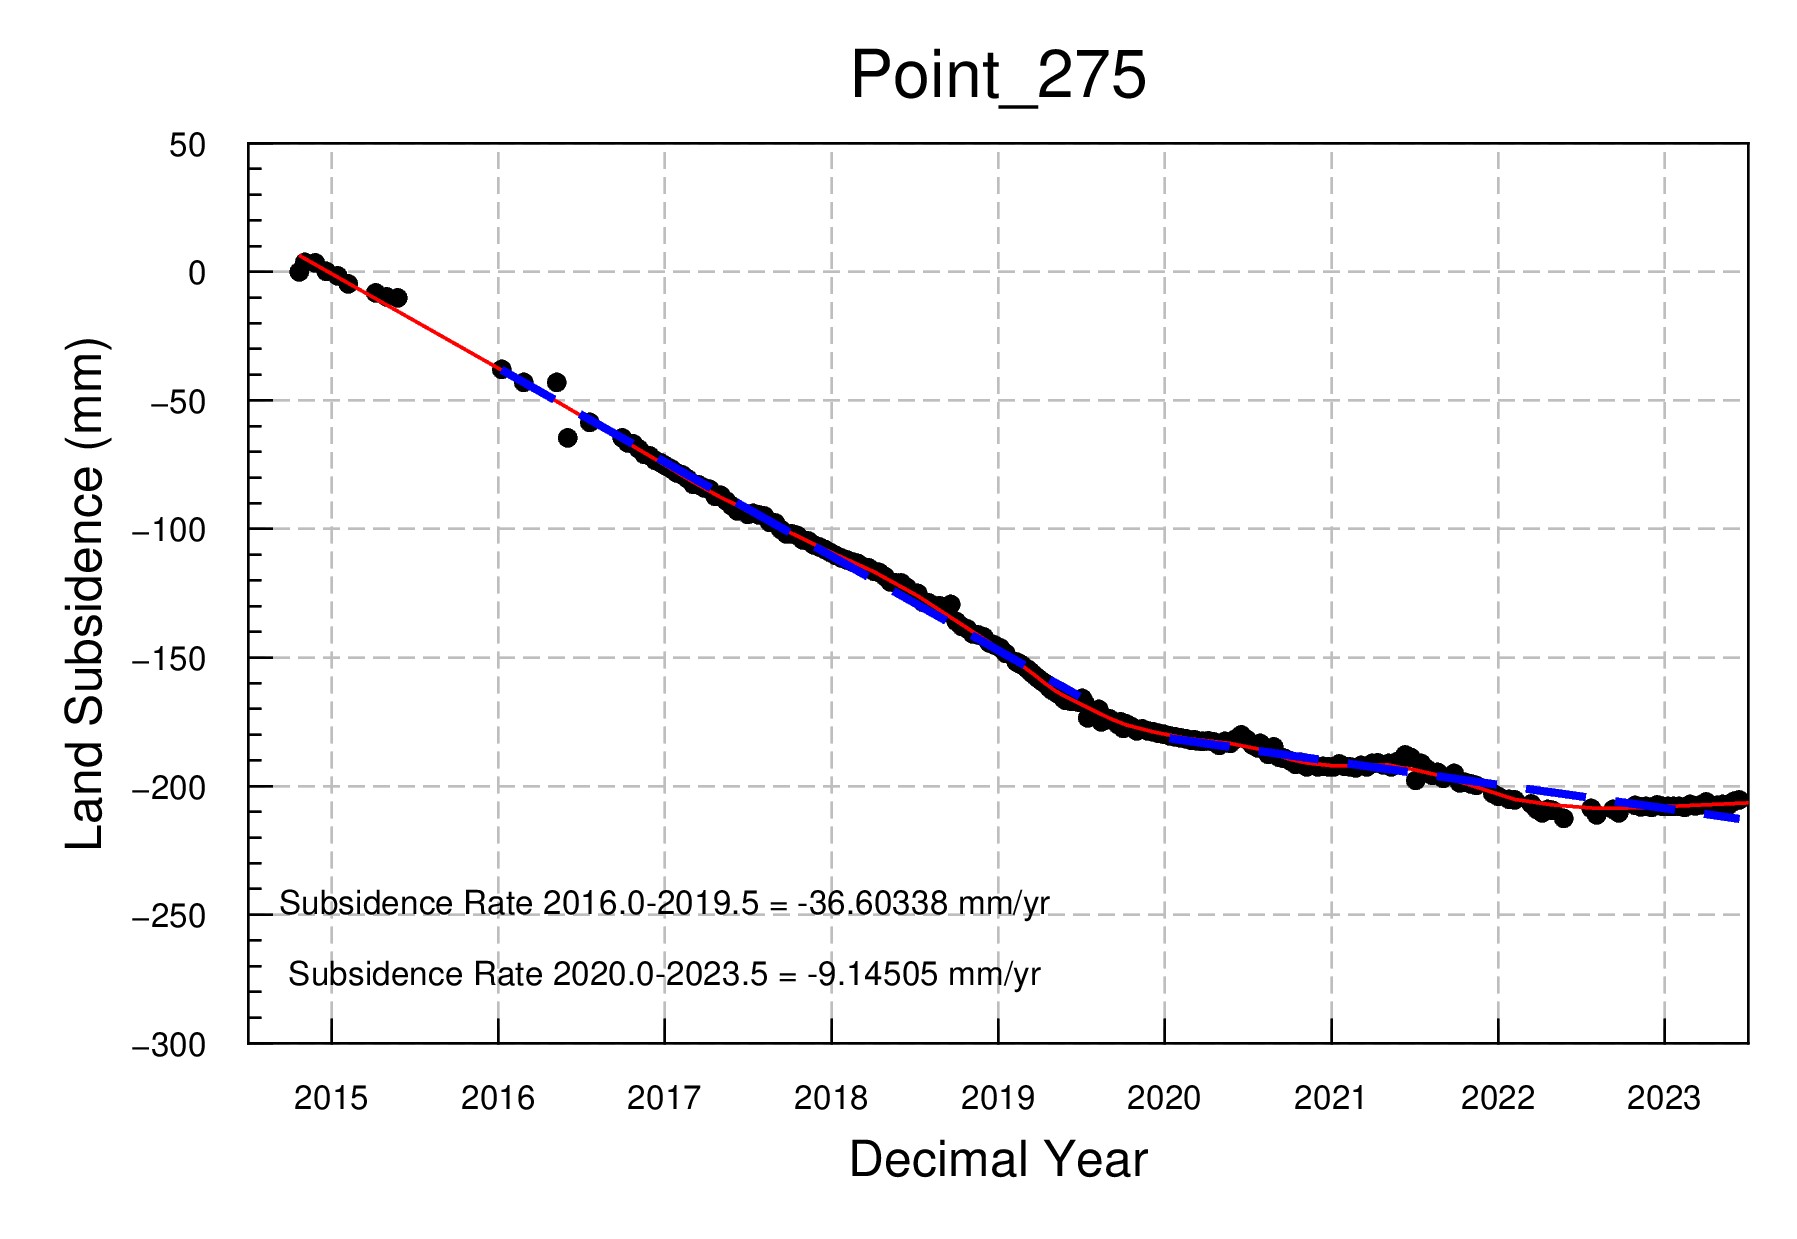 Point_275
50
0
−50
−100
−150
−200
−250
−300
Land Subsidence (mm)
Subsidence Rate 2016.0-2019.5 = -36.60338 mm/yr
Subsidence Rate 2020.0-2023.5 = -9.14505 mm/yr
2015 2016 2017 2018 2019 2020 2021 2022 2023
Decimal Year